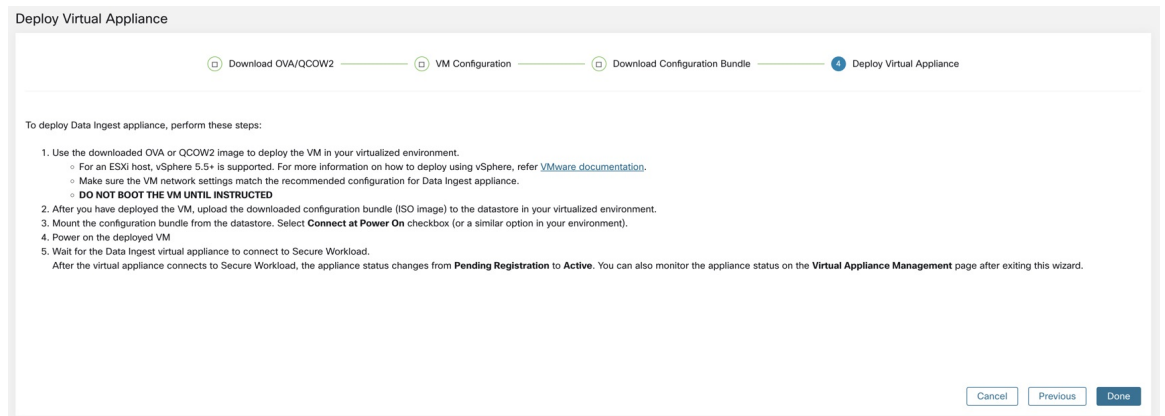 Deploy Virtual Appliance
Download OVA/QCOW2
VM Configuration
Download Configuration Bundle
4 Deploy Virtual Appliance
To deploy Data Ingest appliance, perform these steps:
1. Use the downloaded OVA or QCOW2 image to deploy the VM in your virtualized environment.
○ For an ESXi host, vSphere 5.5+ is supported. For more information on how to deploy using vSphere, refer VMware documentation.
○ Make sure the VM network settings match the recommended configuration for Data Ingest appliance.
○ DO NOT BOOT THE VM UNTIL INSTRUCTED
2. After you have deployed the VM, upload the downloaded configuration bundle (ISO image) to the datastore in your virtualized environment.
3. Mount the configuration bundle from the datastore. Select Connect at Power On checkbox (or a similar option in your environment).
4. Power on the deployed VM
5. Wait for the Data Ingest virtual appliance to connect to Secure Workload.
After the virtual appliance connects to Secure Workload, the appliance status changes from Pending Registration to Active. You can also monitor the appliance status on the Virtual Appliance Management page after exiting this wizard.
Cancel
Previous
Done